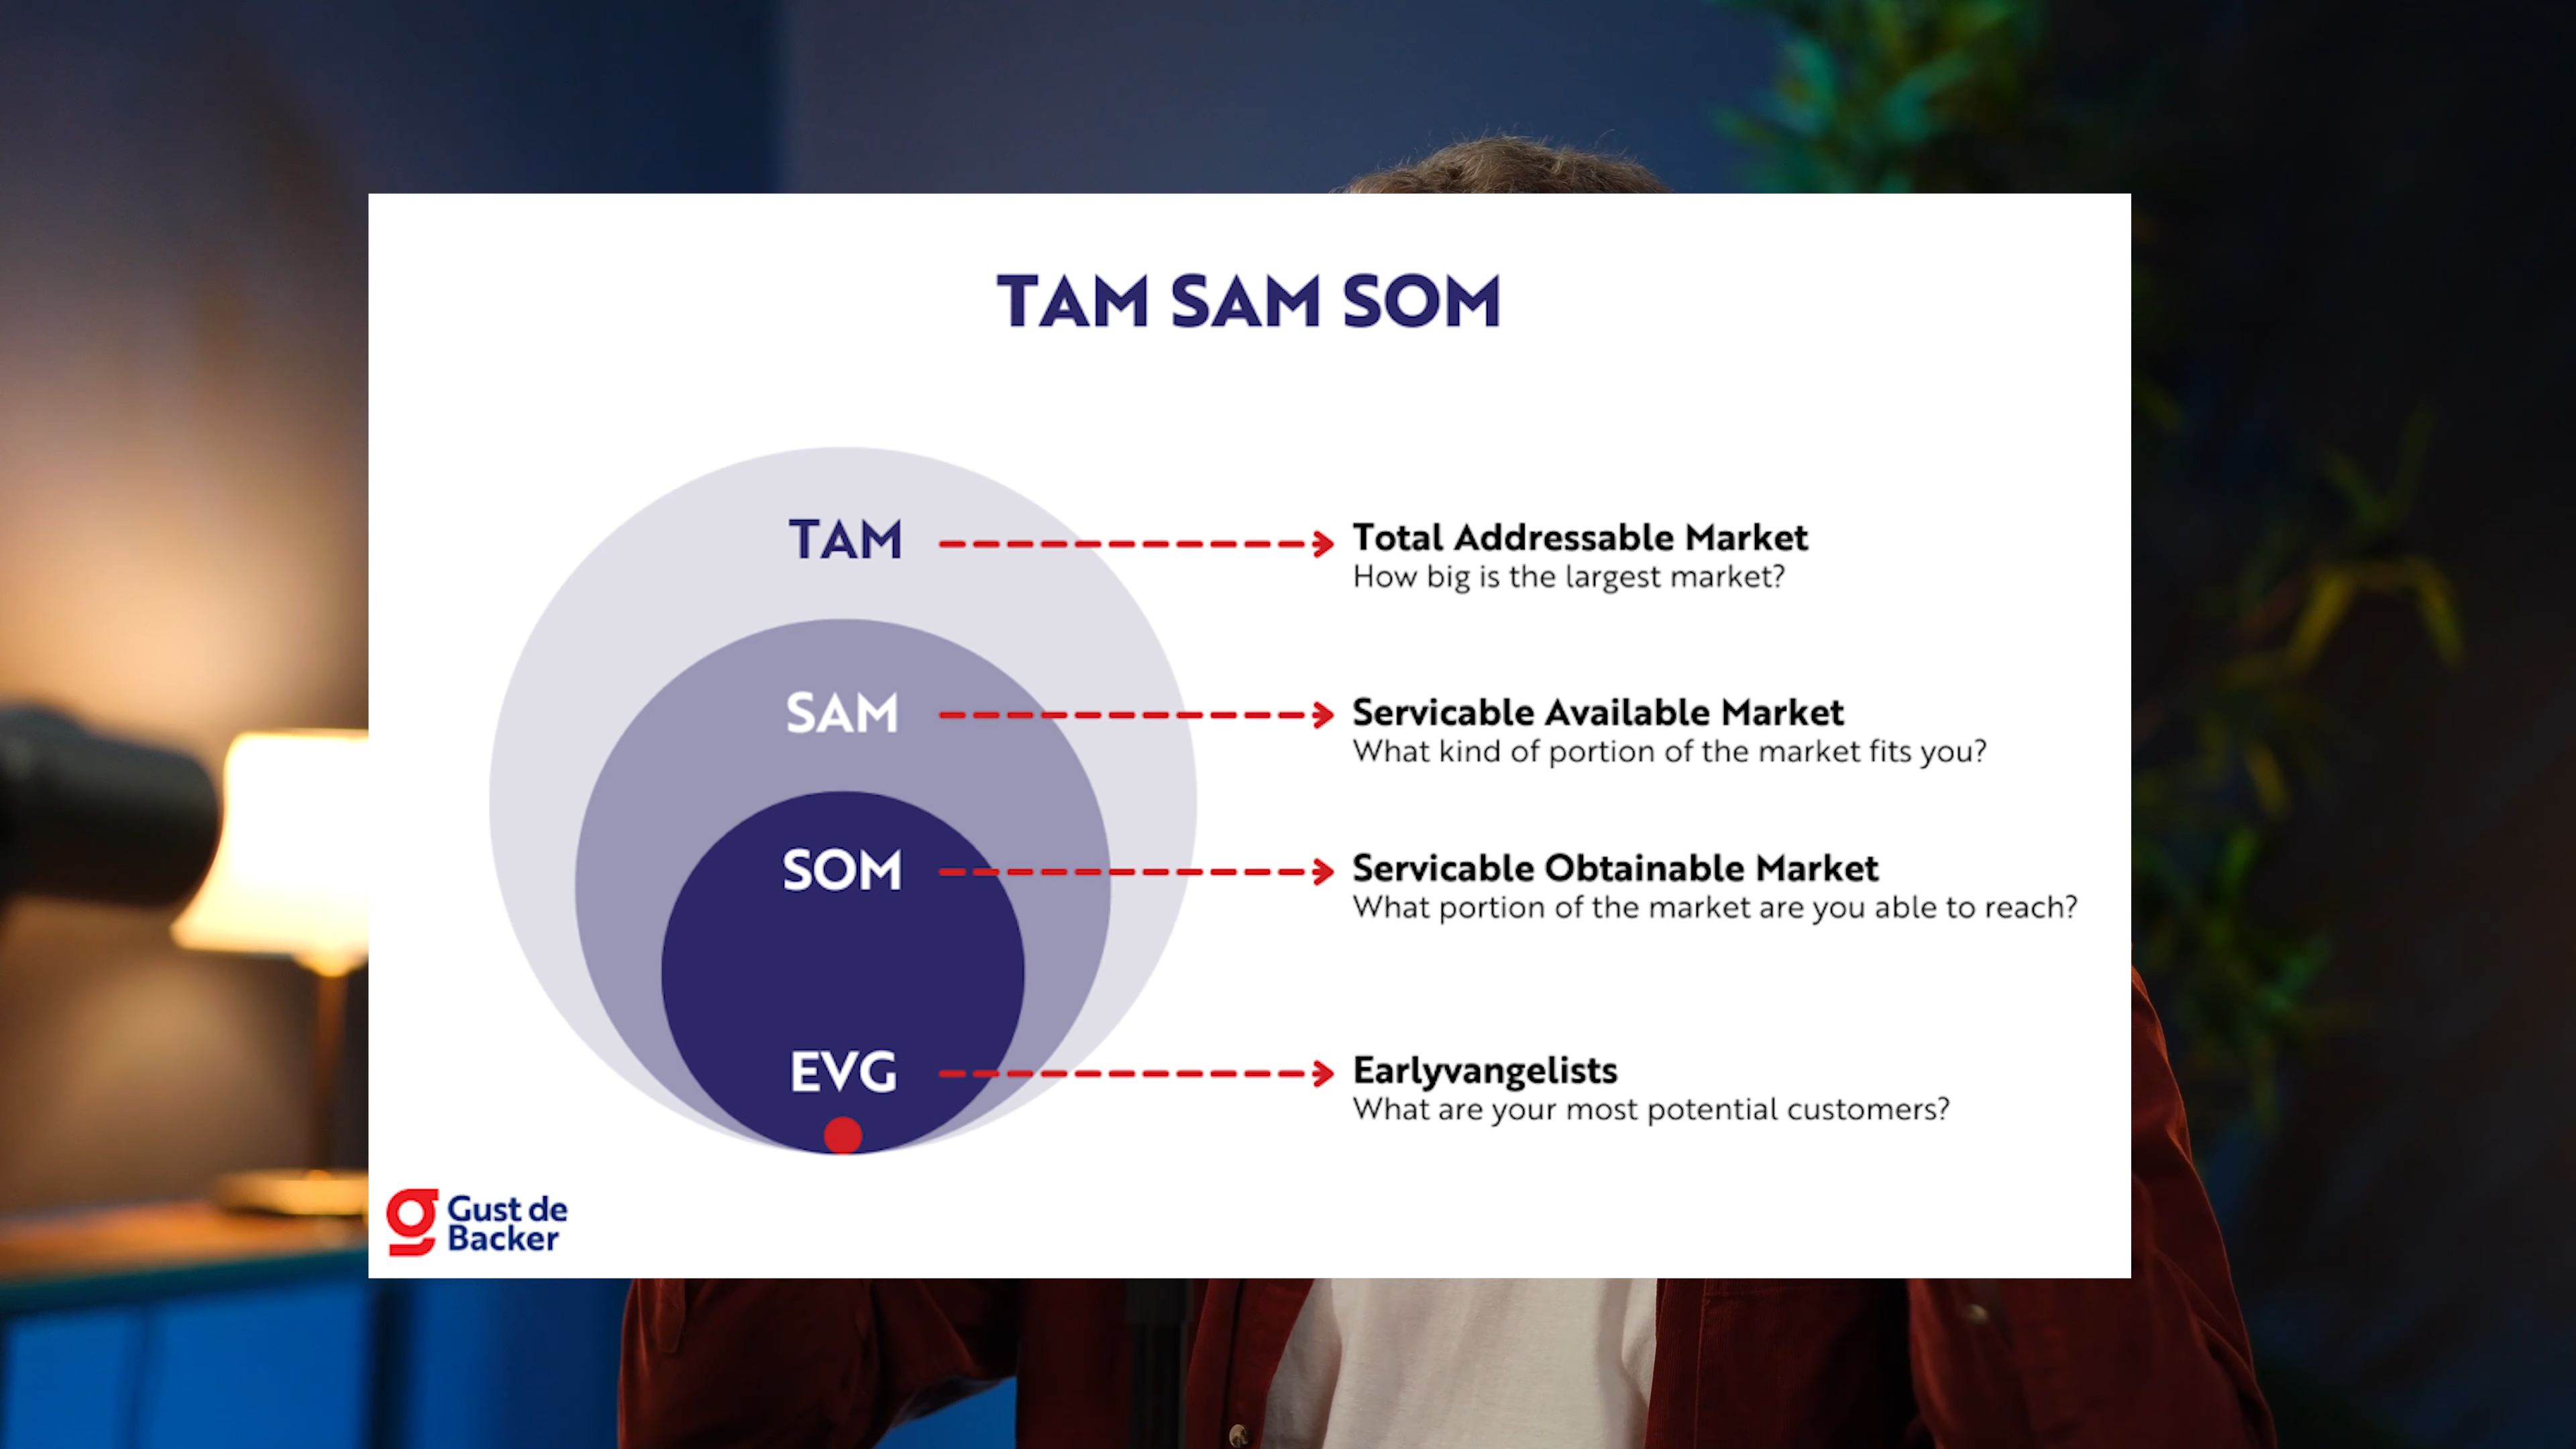 TAM SAM SOM
TAM
Total Addressable Market
How big is the largest market?
SAM
Servicable Available Market
What kind of portion of the market fits you?
SOM
Servicable Obtainable Market
What portion of the market are you able to reach?
EVG
Earlyvangelists
What are your most potential customers?
Gust de
Backer